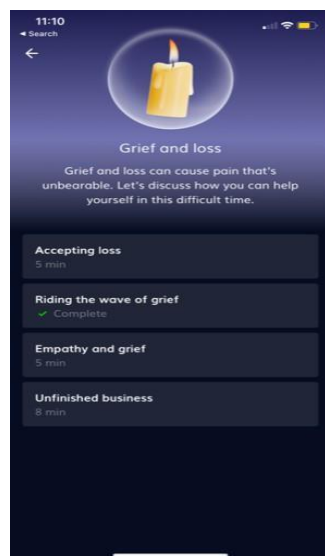 11:10
◀ Search
Grief and loss
Grief and loss can cause pain that's
unbearable. Let's discuss how you can help
yourself in this difficult time.
Accepting loss
5 min
Riding the wave of grief
✓ Complete
Empathy and grief
5 min
Unfinished business
8 min